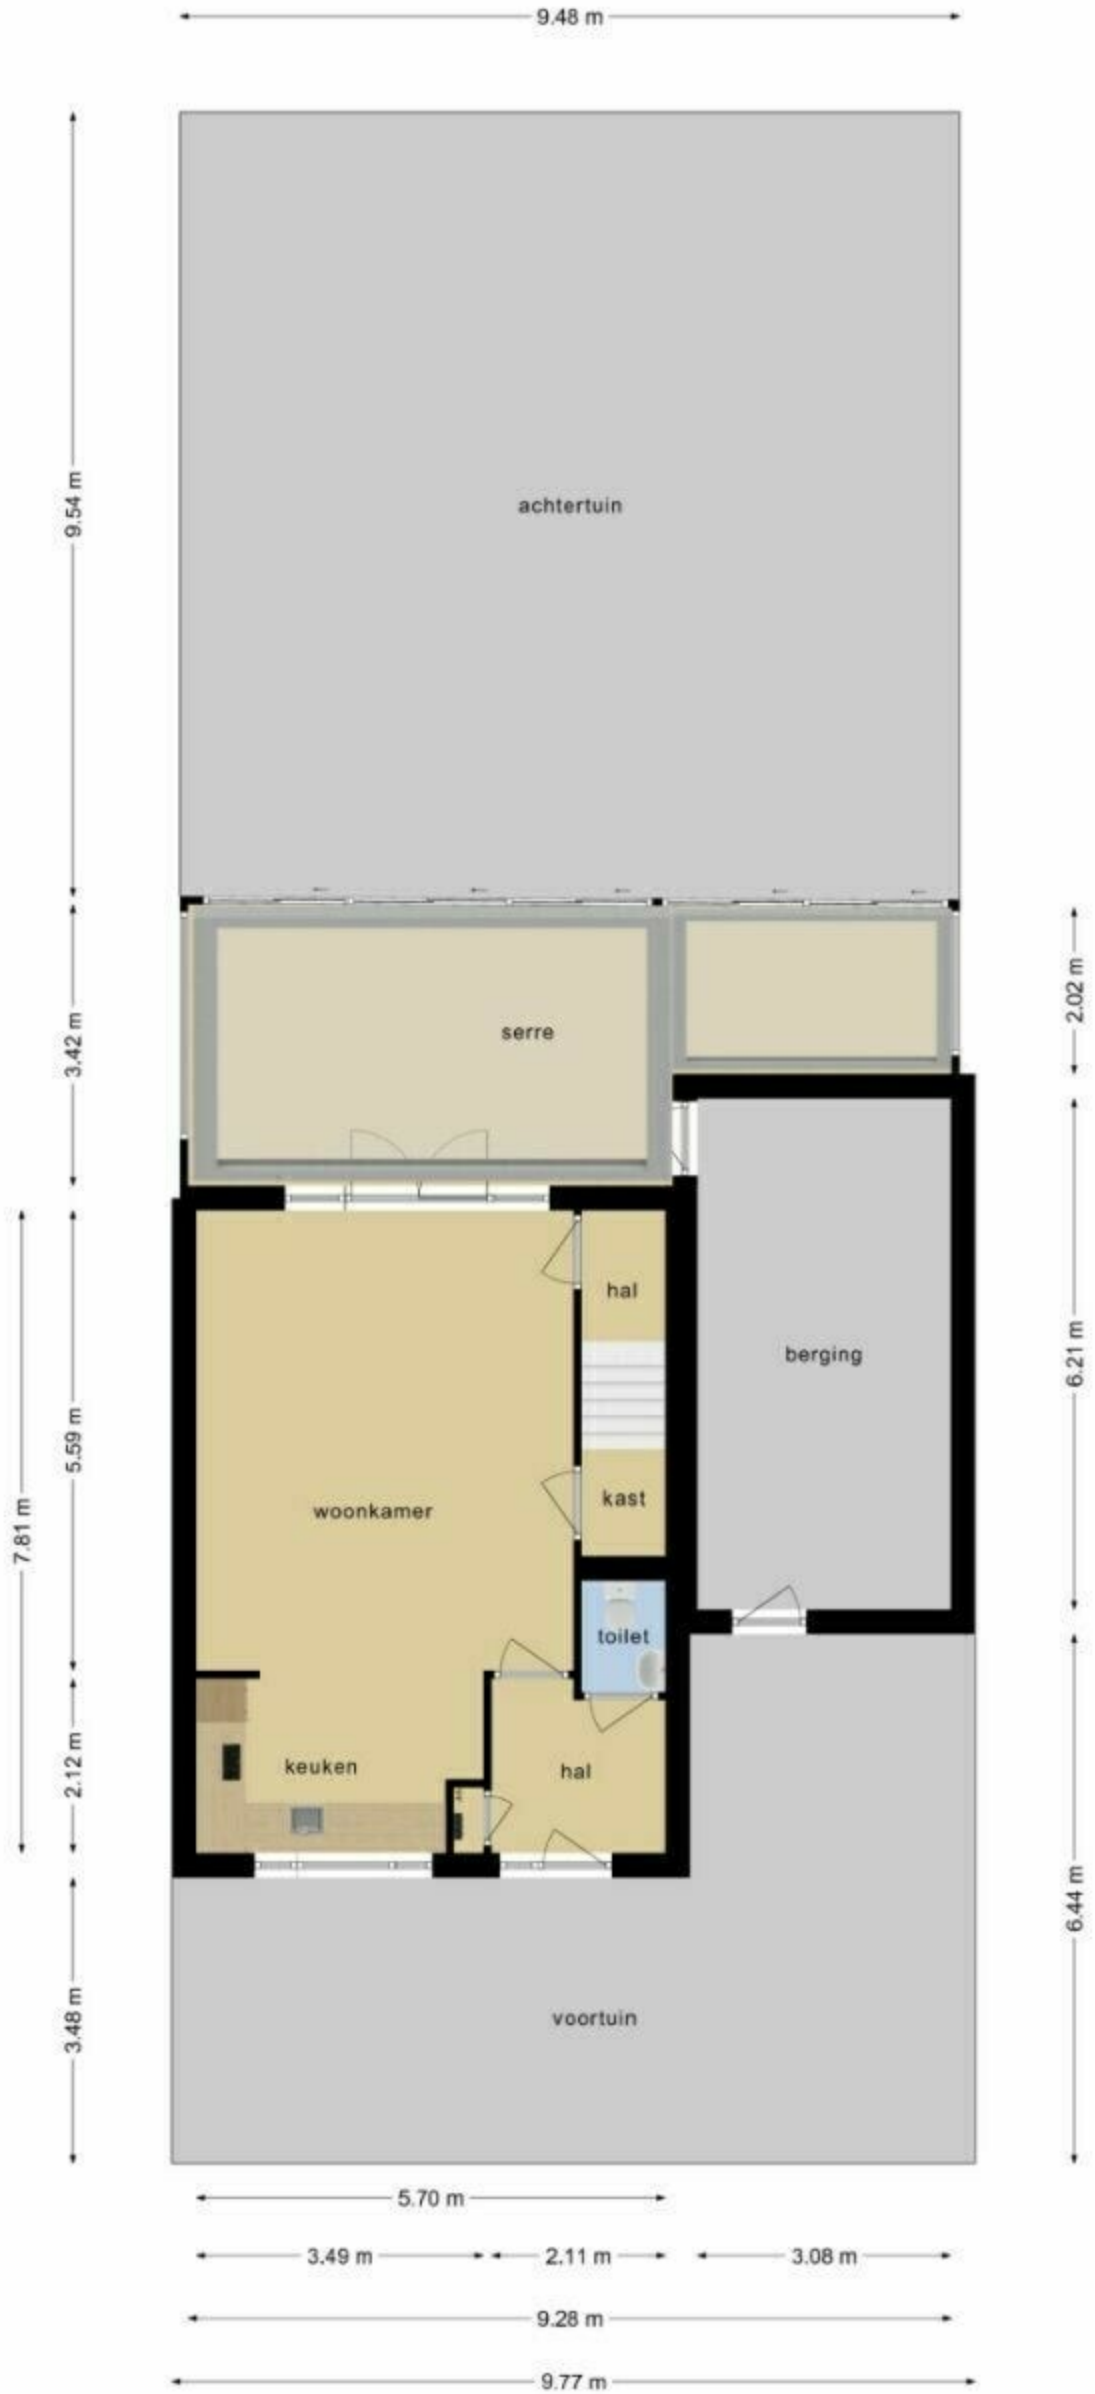 9.48 m
9.54 m
achtertuin
serre
3.42 m
2.02 m
hal
berging
6.21 m
5.59 m
7.81 m
woonkamer
kast
toilet
2.12 m
keuken
hal
6.44 m
3.48 m
voortuin
5.70 m
3.49 m
2.11 m
3.08 m
9.28 m
9.77 m